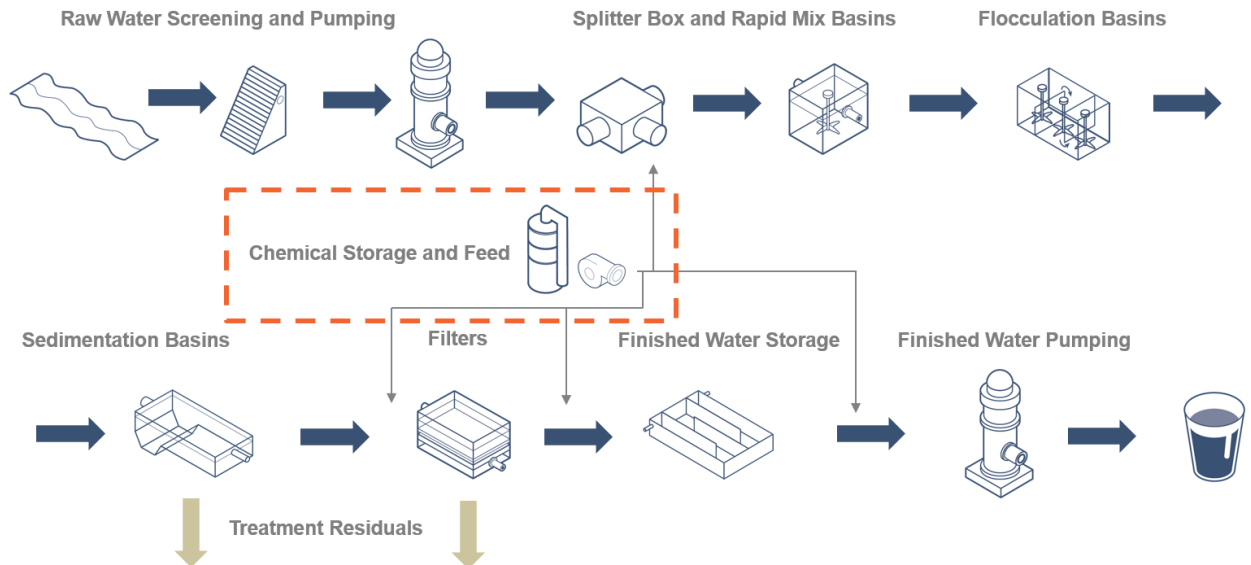 Raw Water Screening and Pumping
Splitter Box and Rapid Mix Basins
Flocculation Basins
Chemical Storage and Feed
Sedimentation Basins
Filters
Finished Water Storage
Finished Water Pumping
Treatment Residuals